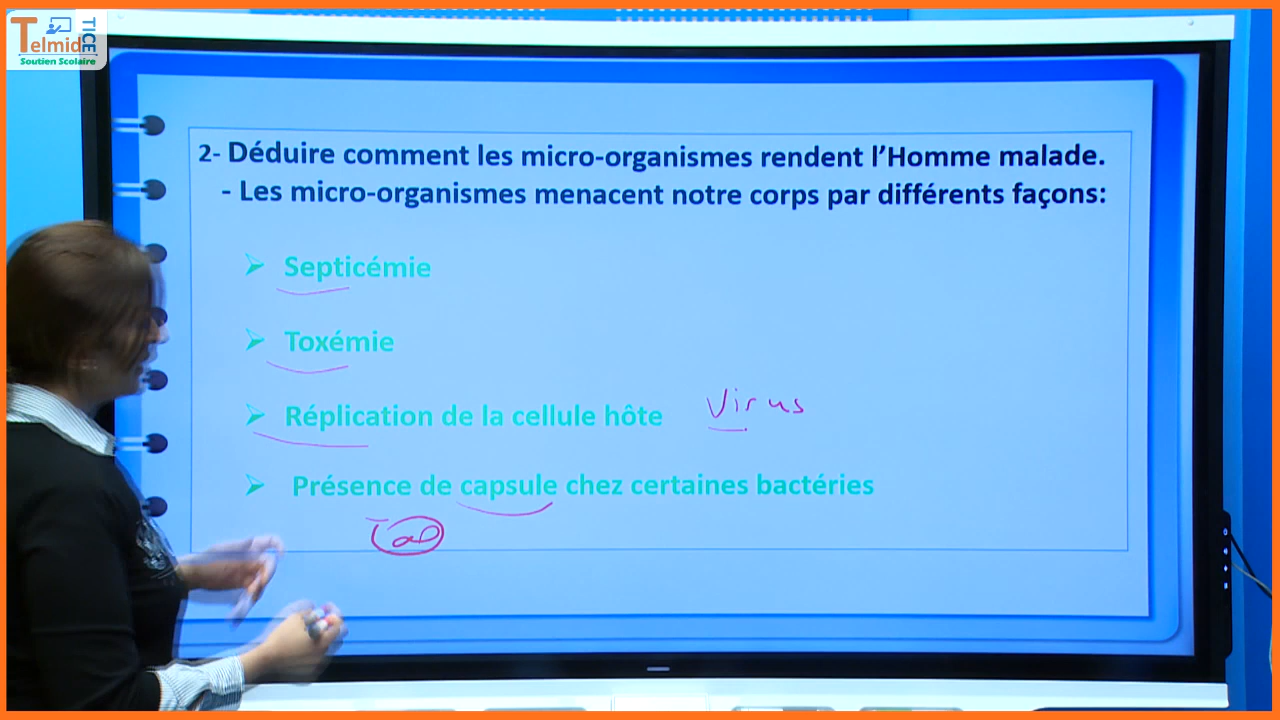 Telmid TICE
Soutien Scolaire
2- Déduire comment les micro-organismes rendent l’Homme malade.
- Les micro-organismes menacent notre corps par différents façons:
➢ Septicémie
➢ Toxémie
➢ Réplication de la cellule hôte Virus
➢ Présence de capsule chez certaines bactéries